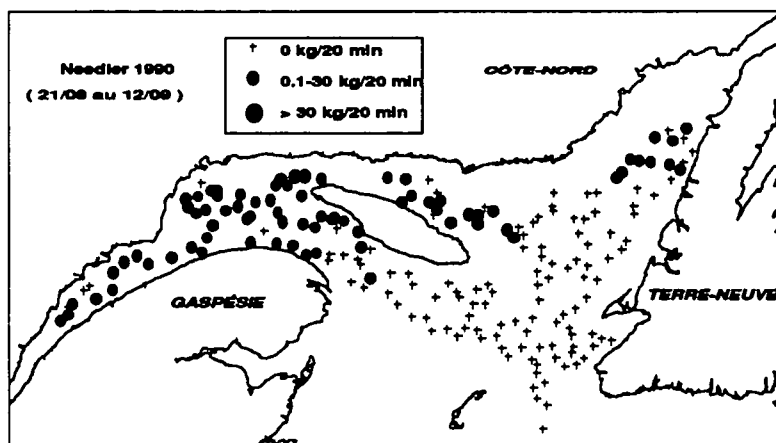 Needler 1990
( 21/08 au 12/09 )
0 kg/20 min
0.1-30 kg/20 min
> 30 kg/20 min
CÔTE-NORD
GASPÉSIE
TERRE-NEUVE